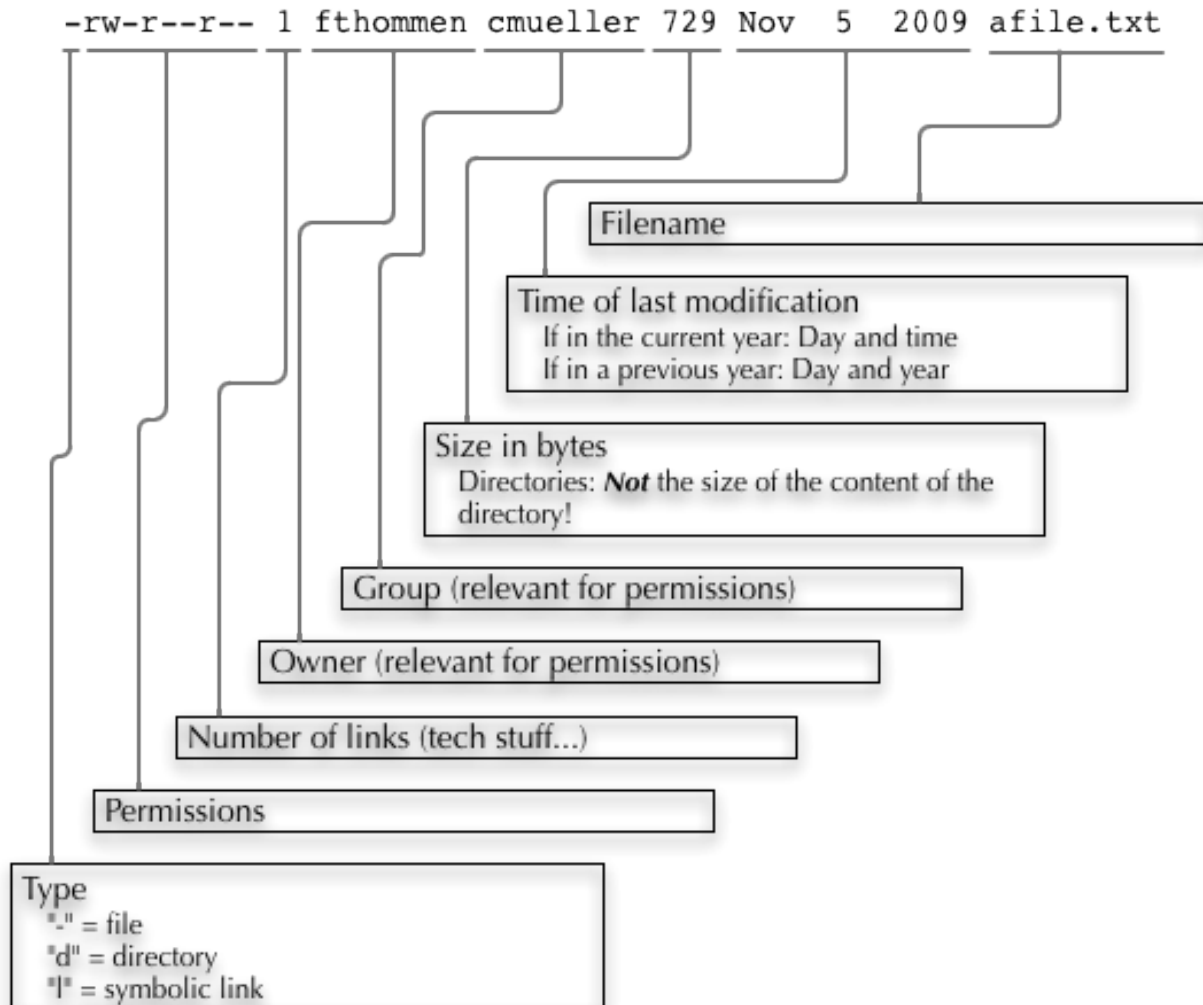 -rw-r--r-- 1 fthommen cmueller 729 Nov  5  2009 afile.txt
Filename
Time of last modification
If in the current year: Day and time
If in a previous year: Day and year
Size in bytes
Directories: Not the size of the content of the
directory!
Group (relevant for permissions)
Owner (relevant for permissions)
Number of links (tech stuff...)
Permissions
Type
"-" = file
"d" = directory
"l" = symbolic link